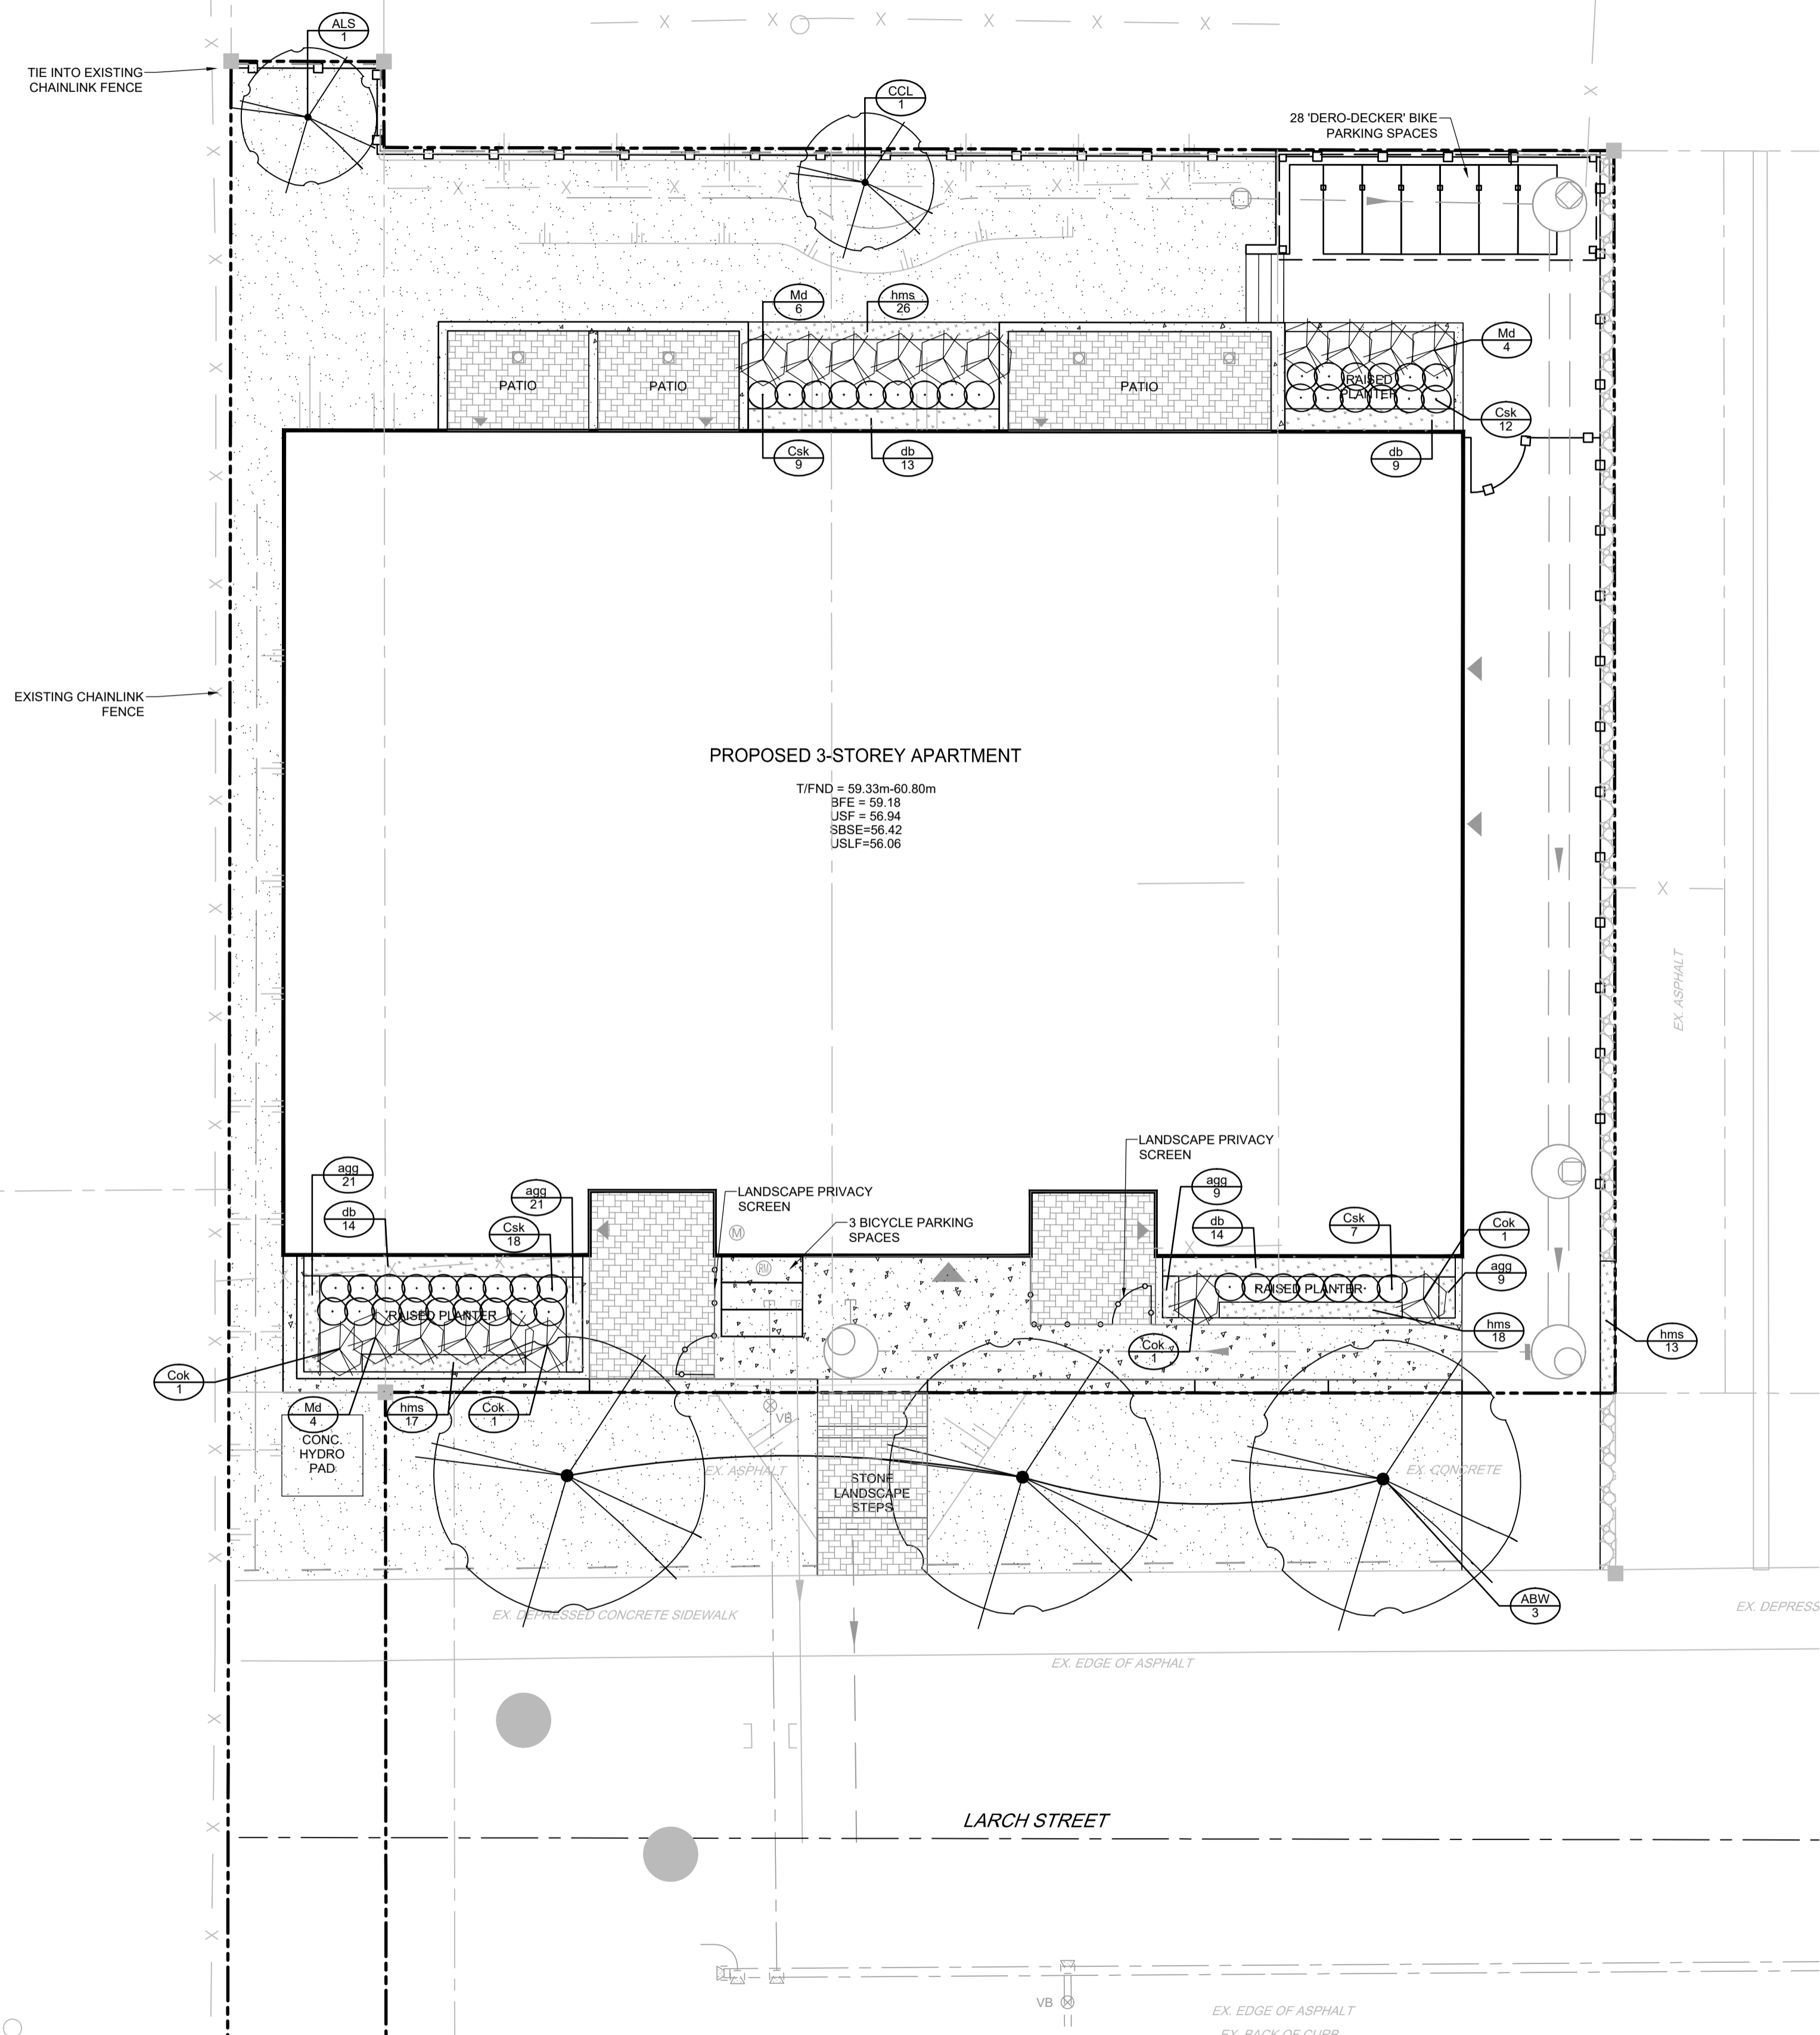 ALS
1
TIE INTO EXISTING
CHAINLINK FENCE
CCL
1
28 'DERO-DECKER' BIKE
PARKING SPACES
Md
6
hms
26
Md
4
PATIO
PATIO
PATIO
RAISED
PLANTER
Csk
12
Csk
9
db
13
db
9
EXISTING CHAINLINK
FENCE
PROPOSED 3-STOREY APARTMENT
T/FND = 59.33m-60.80m
BFE = 59.18
USF = 56.94
SBSE=56.42
USLF=56.06
EX. ASPHALT
LANDSCAPE PRIVACY
SCREEN
agg
21
agg
21
db
14
Csk
18
LANDSCAPE PRIVACY
SCREEN
3 BICYCLE PARKING
SPACES
M
RM
agg
9
db
14
Csk
7
Cok
1
agg
9
RAISED PLANTER
RAISED PLANTER
hms
18
hms
13
Cok
1
Cok
1
Md
4
hms
17
Cok
1
VB
CONC.
HYDRO
PAD
EX. ASPHALT
STONE
LANDSCAPE
STEPS
EX. CONCRETE
ABW
3
EX. DEPRESSED CONCRETE SIDEWALK
EX. DEPRESS
EX. EDGE OF ASPHALT
LARCH STREET
VB
EX. EDGE OF ASPHALT
EX. BACK OF CURB